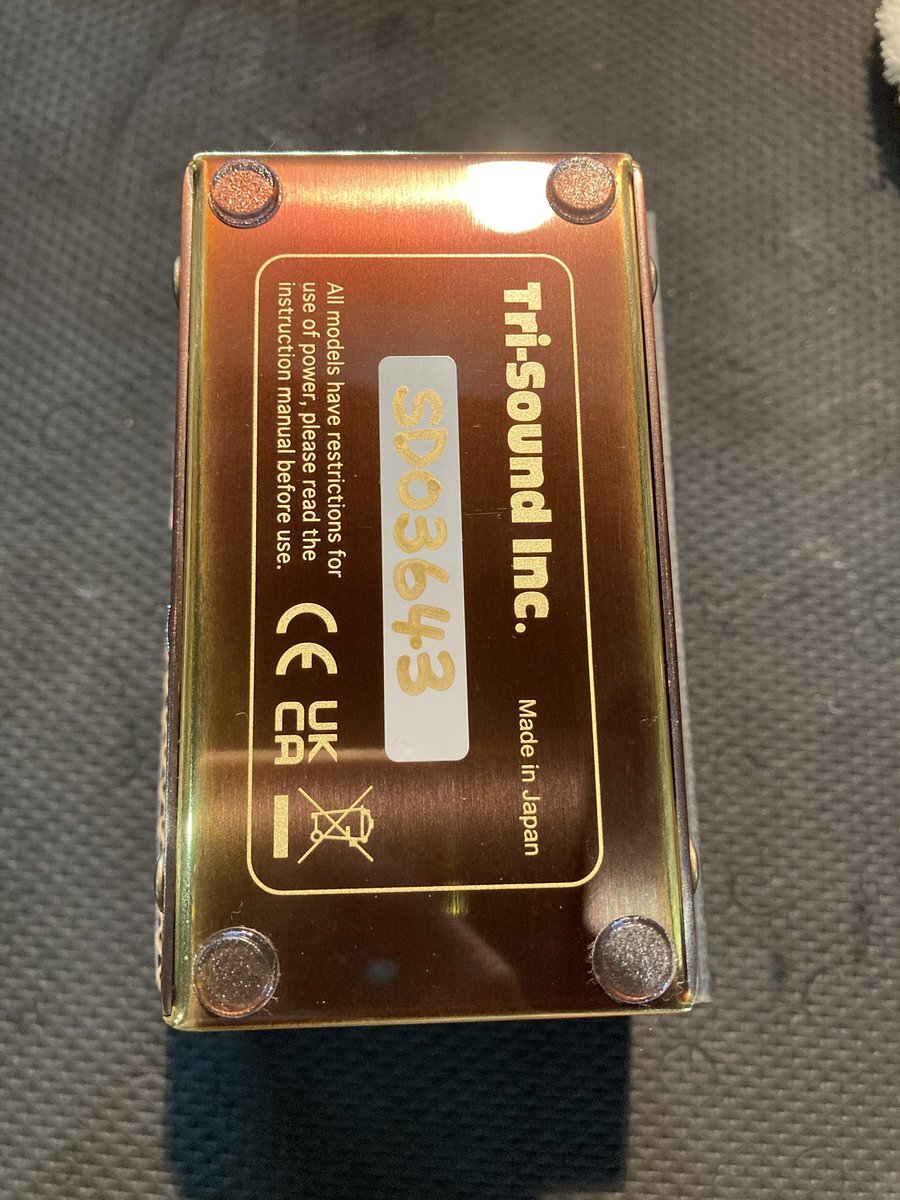 Tri-Sound Inc. Made in Japan
SD03643
All models have restrictions for
use of power, please read the
instruction manual before use.
CE
UK
CA